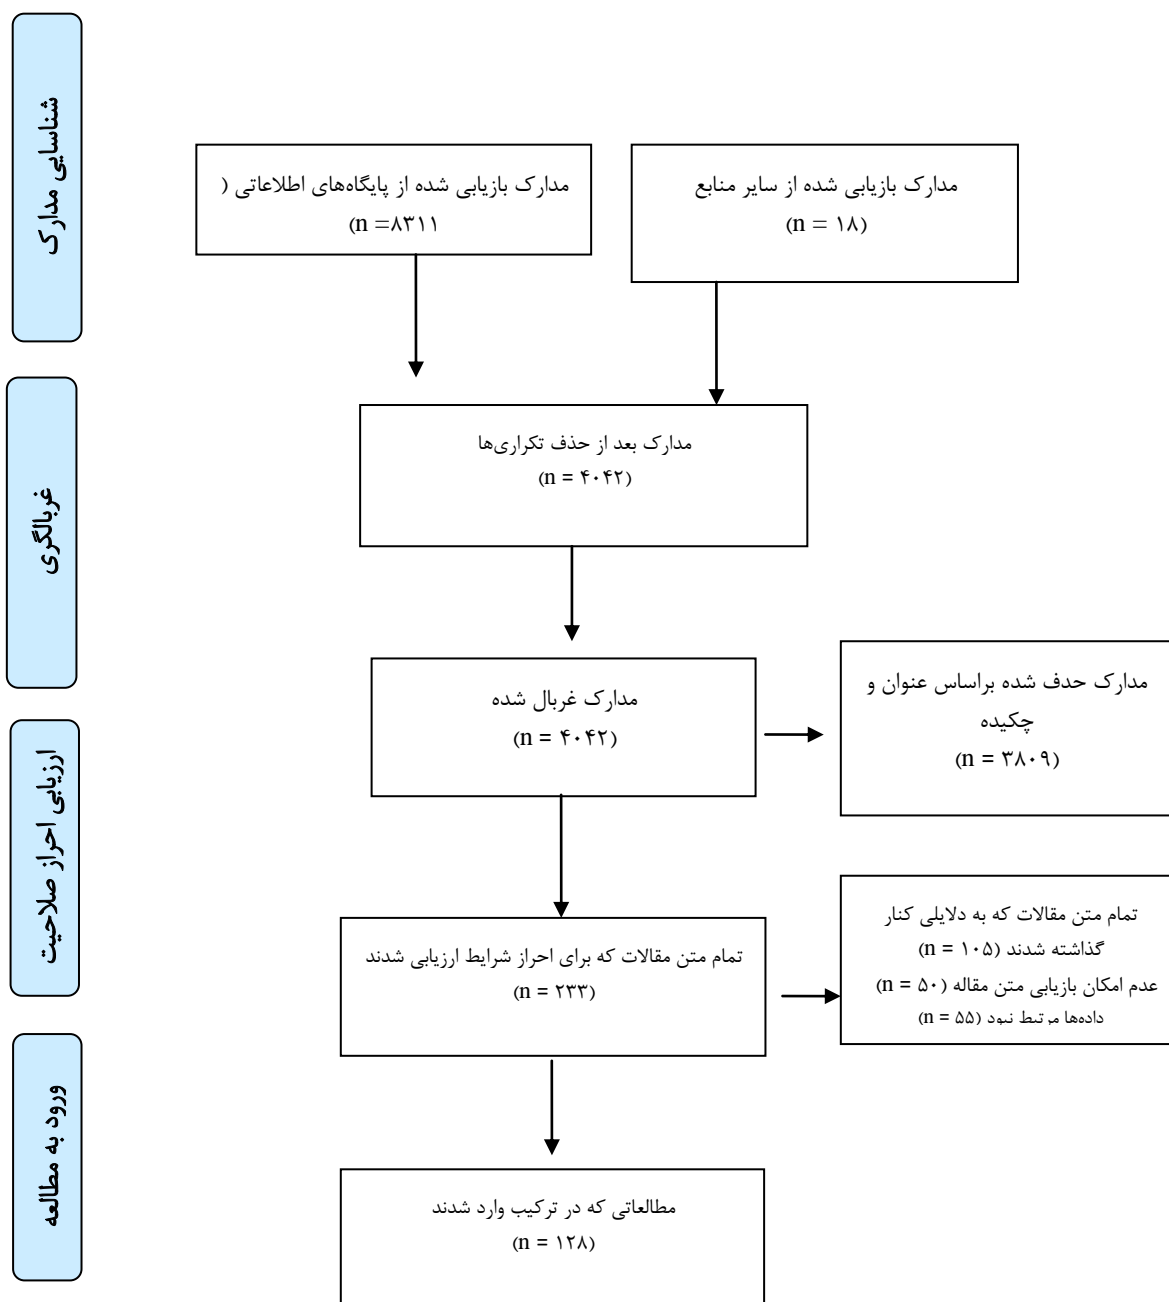 شناسایی مدارک
مدارک بازیابی شده از پایگاه‌های اطلاعاتی (
n =۸۳۱۱)
مدارک بازیابی شده از سایر منابع
(n = ۱۸)
غربالگری
مدارک بعد از حذف تکراری‌ها
(n = ۴۰۴۲)
مدارک غربال شده
(n = ۴۰۴۲)
مدارک حدف شده براساس عنوان و
چکیده
(n = ۳۸۰۹)
ارزیابی احراز صلاحیت
تمام متن مقالات که برای احراز شرایط ارزیابی شدند
(n = ۲۳۳)
تمام متن مقالات که به دلایلی کنار
گذاشته شدند (n = ۱۰۵)
عدم امکان بازیابی متن مقاله (n = ۵۰)
داده‌ها مرتبط نبود (n = ۵۵)
ورود به مطالعه
مطالعاتی که در ترکیب وارد شدند
(n = ۱۲۸)